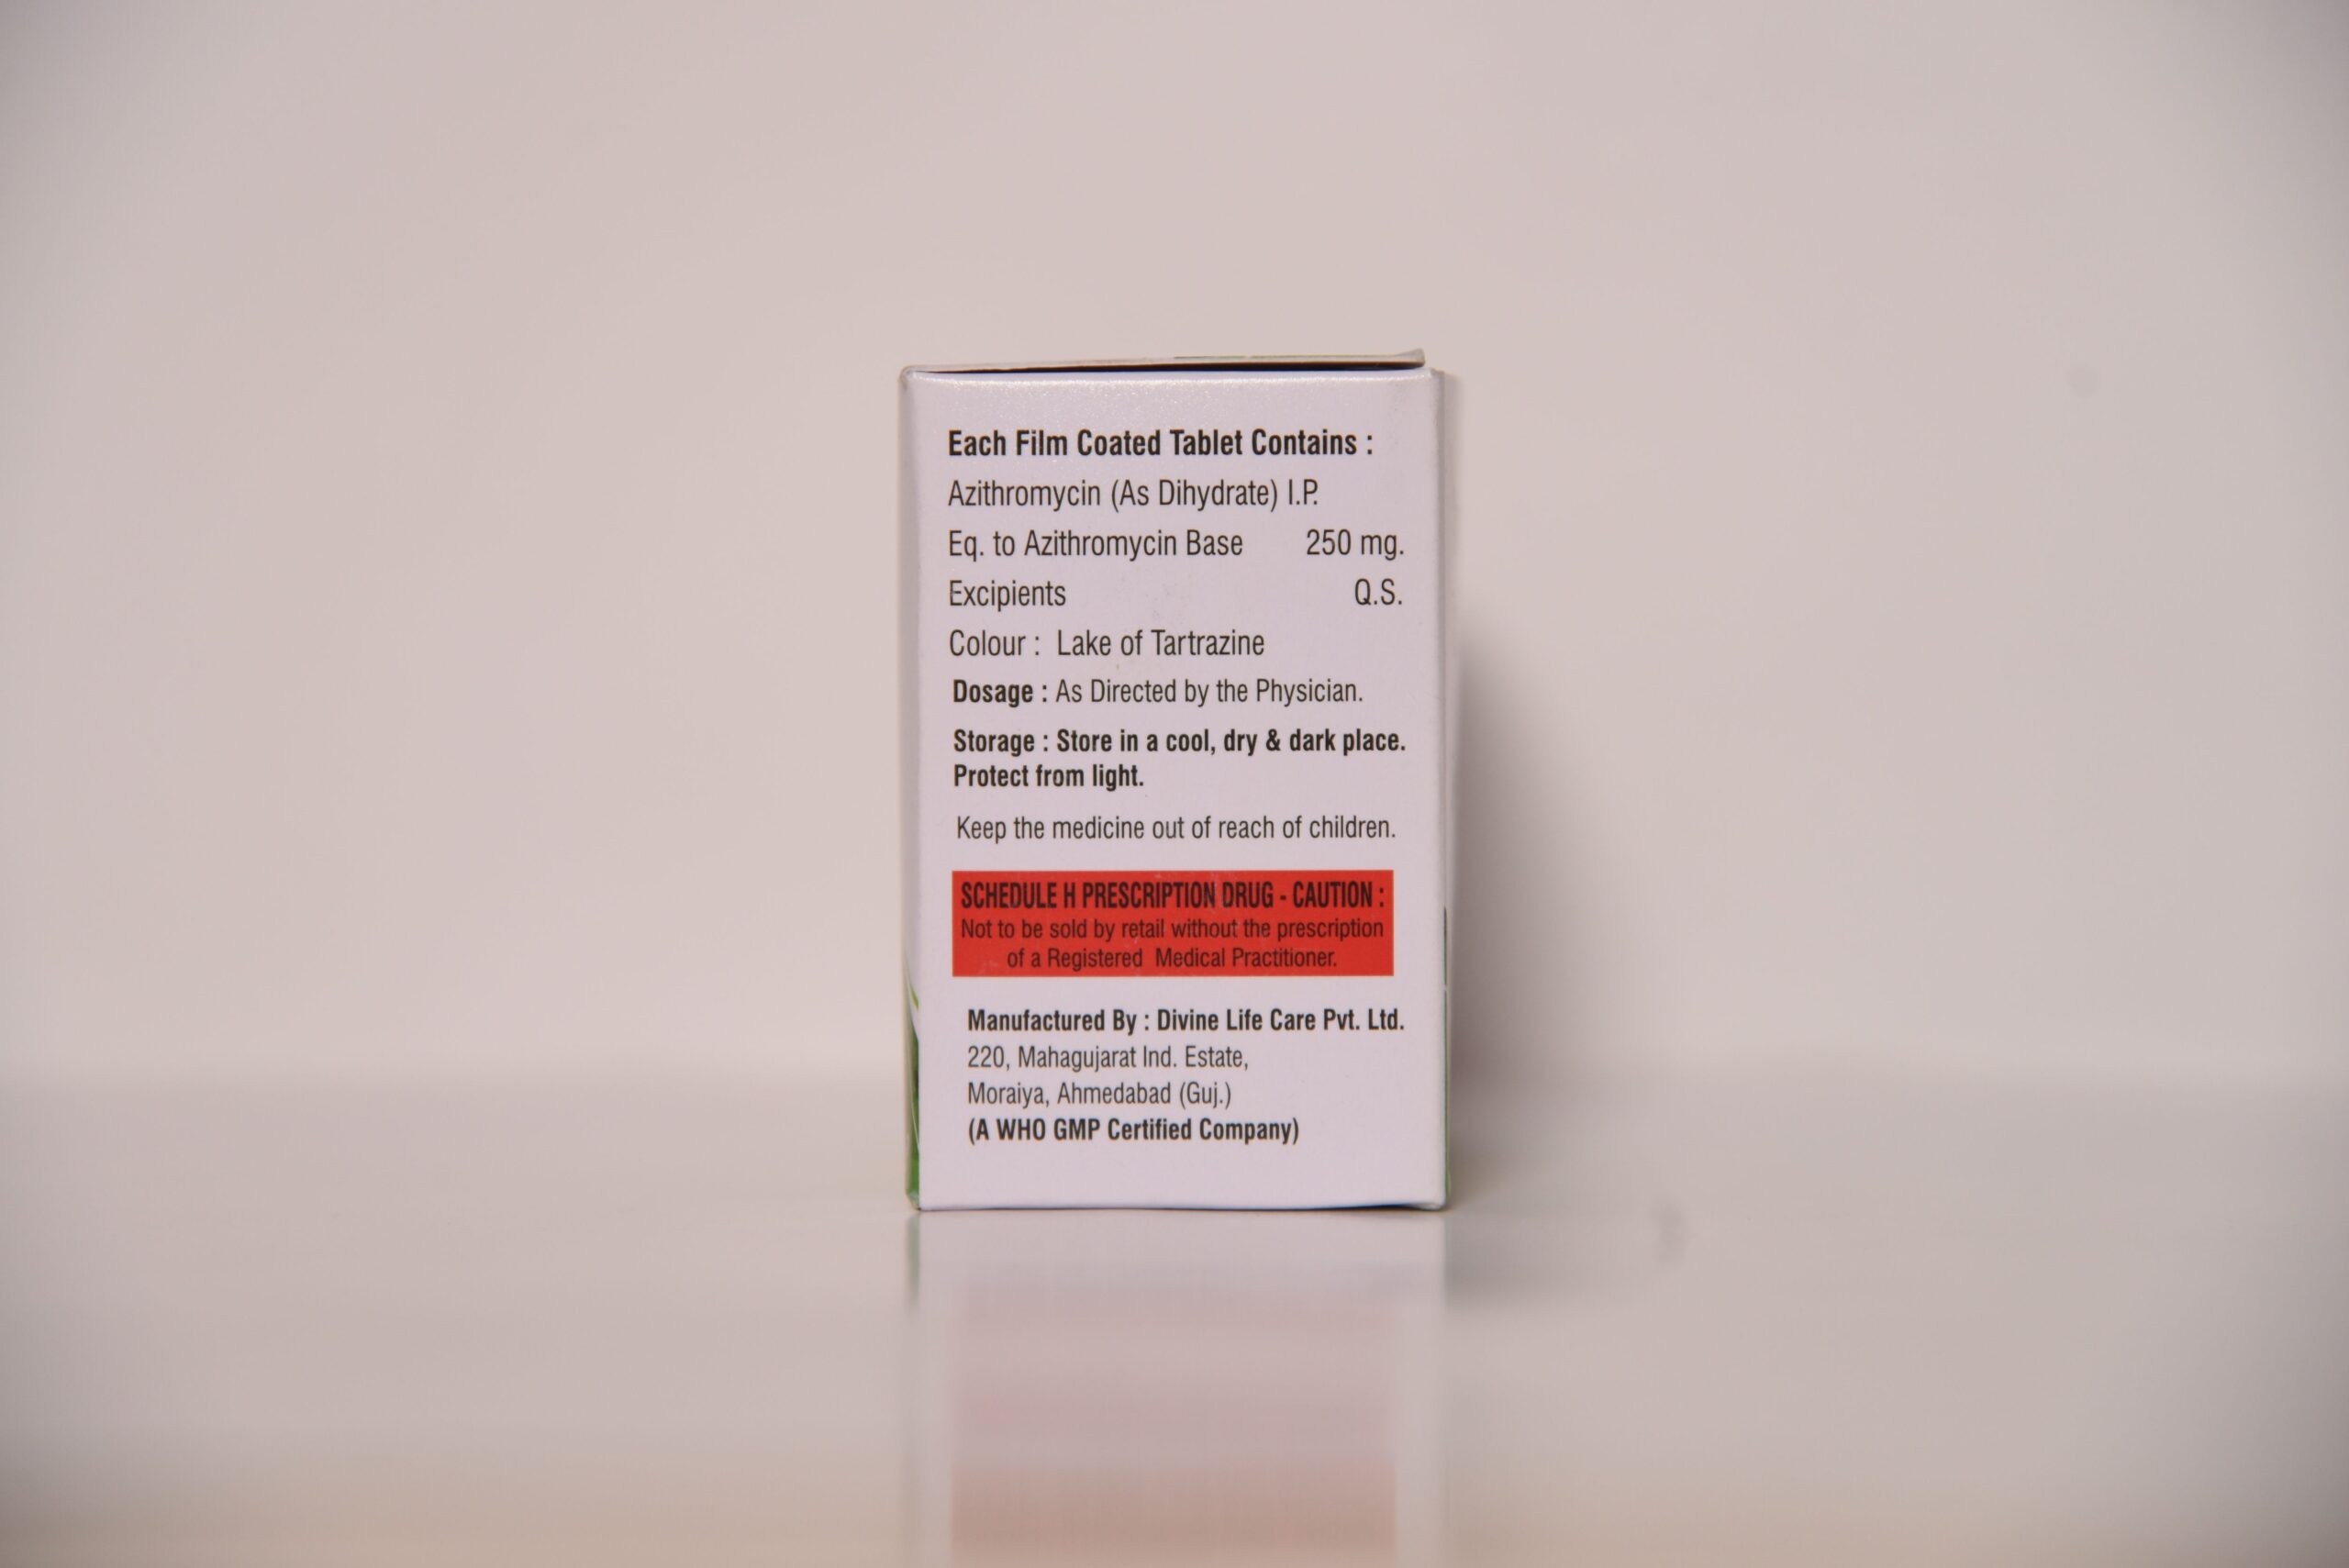 Each Film Coated Tablet Contains :
Azithromycin (As Dihydrate) I.P.
Eq. to Azithromycin Base 250 mg.
Excipients Q.S.
Colour : Lake of Tartrazine
Dosage : As Directed by the Physician.
Storage : Store in a cool, dry & dark place.
Protect from light.
Keep the medicine out of reach of children.
SCHEDULE H PRESCRIPTION DRUG - CAUTION :
Not to be sold by retail without the prescription
of a Registered Medical Practitioner.
Manufactured By : Divine Life Care Pvt. Ltd.
220, Mahagujarat Ind. Estate,
Moraiya, Ahmedabad (Guj.)
(A WHO GMP Certified Company)